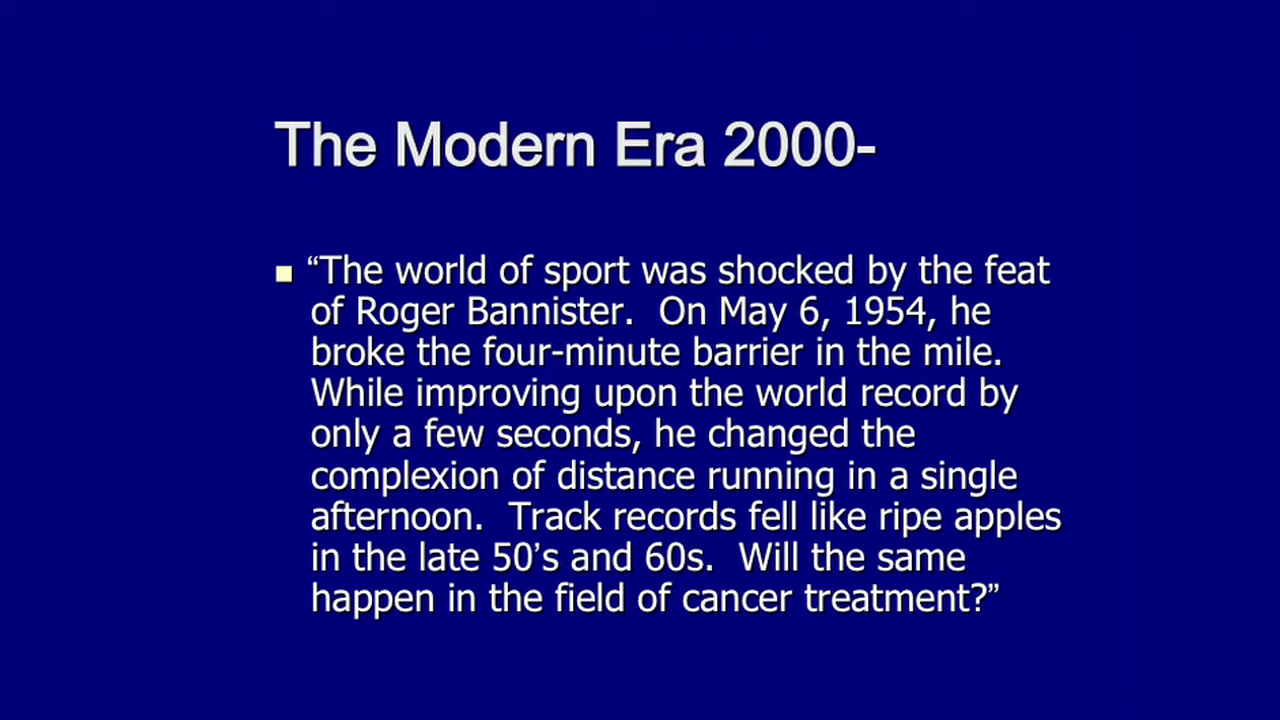 The Modern Era 2000-
“The world of sport was shocked by the feat
of Roger Bannister.  On May 6, 1954, he
broke the four-minute barrier in the mile.
While improving upon the world record by
only a few seconds, he changed the
complexion of distance running in a single
afternoon.  Track records fell like ripe apples
in the late 50’s and 60s.  Will the same
happen in the field of cancer treatment?”